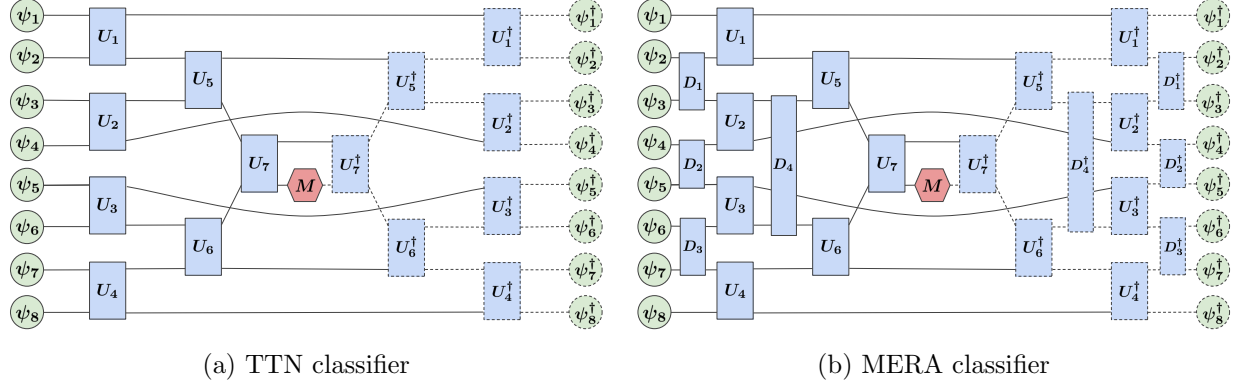 ψ₁ U₁ U₁† ψ₁†
ψ₂ U₅ U₅† ψ₂†
ψ₃ U₂ U₂† ψ₃†
ψ₄ U₇ U₇† ψ₄†
ψ₅ U₃ M U₃† ψ₅†
ψ₆ U₆ U₆† ψ₆†
ψ₇ U₄ U₄† ψ₇†
ψ₈ ψ₈†
(a) TTN classifier
ψ₁ U₁ U₁† ψ₁†
ψ₂ D₁ U₅ U₅† D₁† ψ₂†
ψ₃ U₂ U₂† ψ₃†
ψ₄ D₂ D₄ U₇ U₇† D₄† D₂† ψ₄†
ψ₅ U₃ M U₃† ψ₅†
ψ₆ D₃ U₆ U₆† D₃† ψ₆†
ψ₇ U₄ U₄† ψ₇†
ψ₈ ψ₈†
(b) MERA classifier